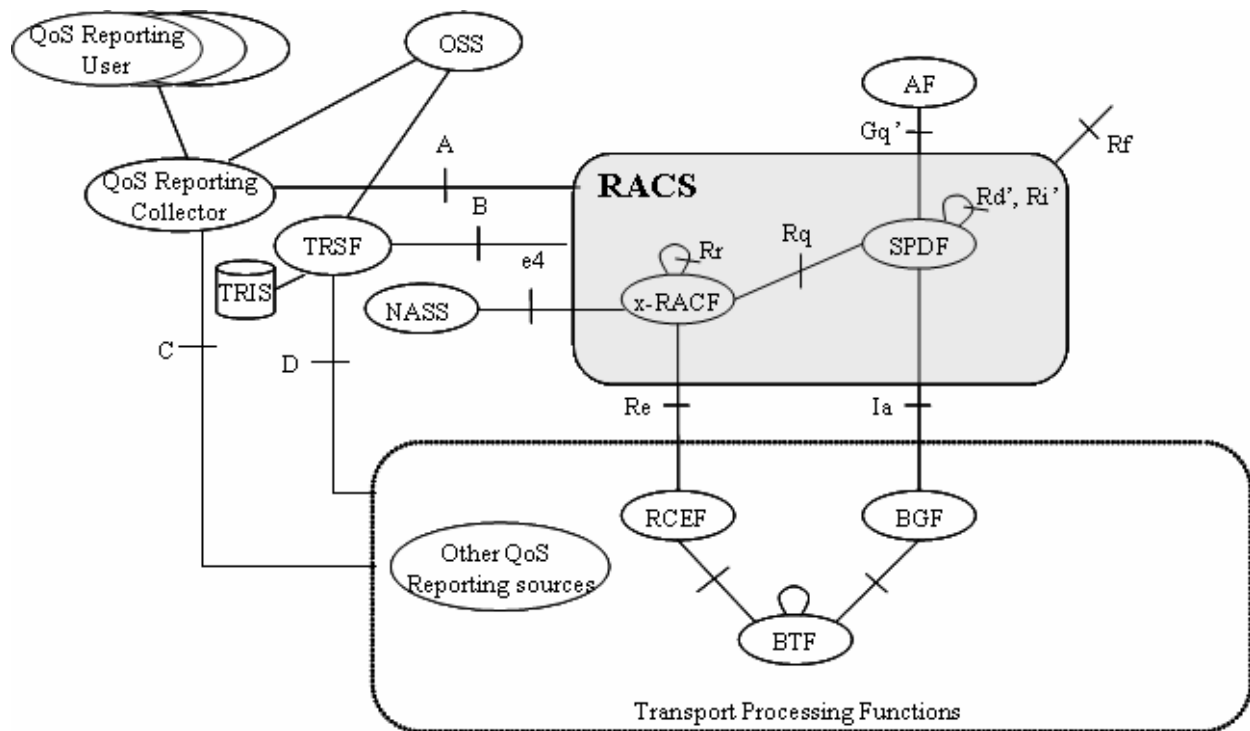 QoS Reporting
User
OSS
AF
Gq’
Rf
A
QoS Reporting
Collector
RACS
Rd’, Ri’
B
TRSF
Rq
SPDF
Rr
e4
TRIS
NASS
x-RACF
C
D
Re
Ia
RCEF
BGF
Other QoS
Reporting sources
BTF
Transport Processing Functions